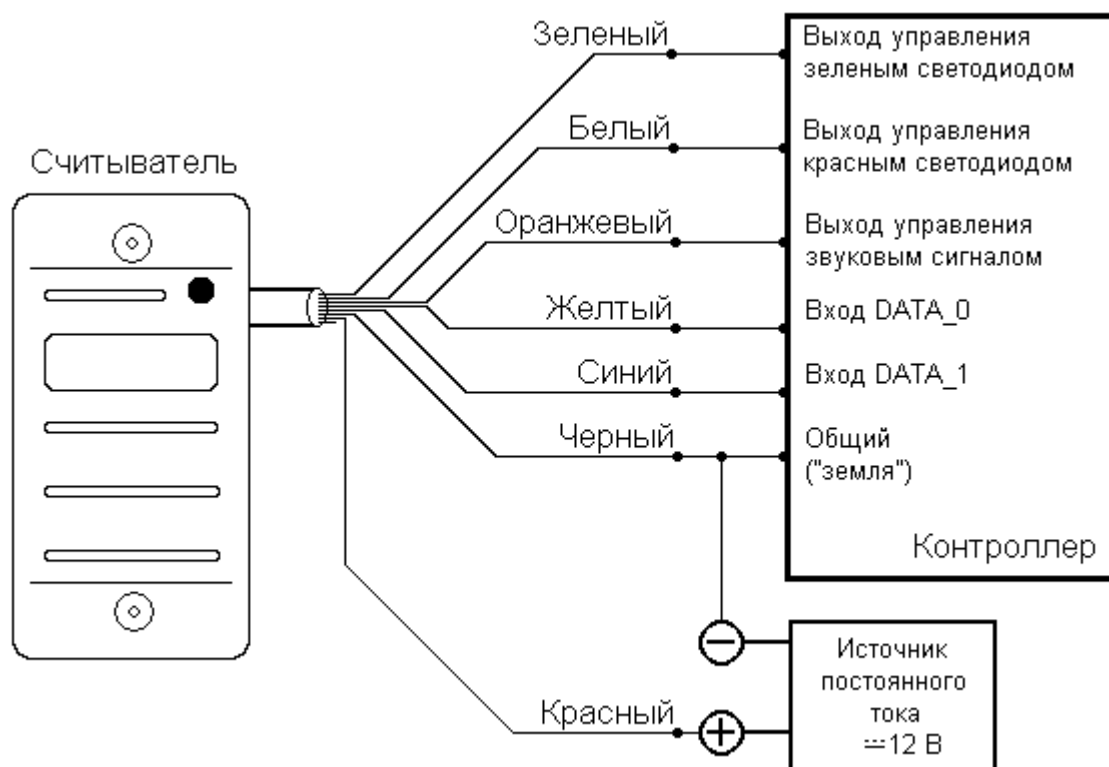 Зеленый
Выход управления
зеленым светодиодом
Белый
Выход управления
красным светодиодом
Считыватель
Оранжевый
Выход управления
звуковым сигналом
Желтый
Вход DATA_0
Синий
Вход DATA_1
Черный
Общий
("земля")
Контроллер
Источник
постоянного
тока
⎓12 В
Красный